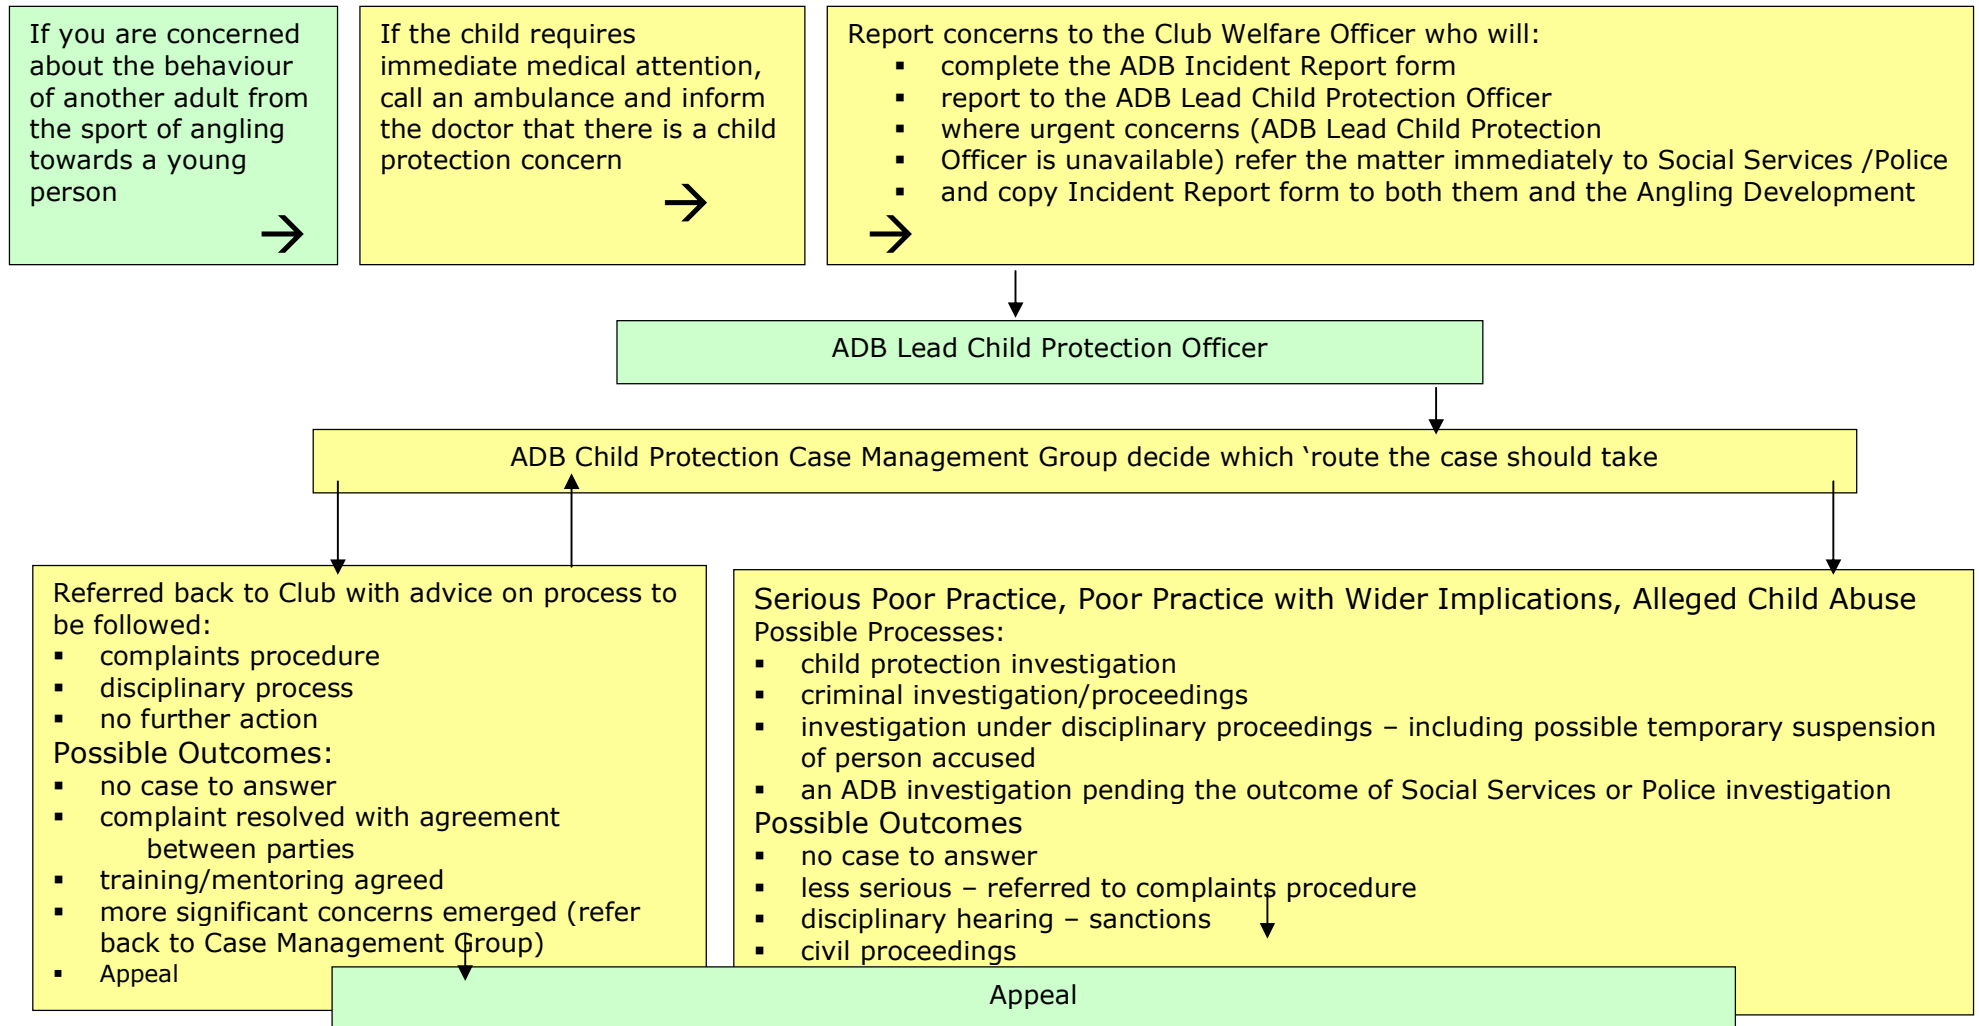 If you are concerned
about the behaviour
of another adult from
the sport of angling
towards a young
person
If the child requires
immediate medical attention,
call an ambulance and inform
the doctor that there is a child
protection concern
Report concerns to the Club Welfare Officer who will:
▪ complete the ADB Incident Report form
▪ report to the ADB Lead Child Protection Officer
▪ where urgent concerns (ADB Lead Child Protection
▪ Officer is unavailable) refer the matter immediately to Social Services /Police
▪ and copy Incident Report form to both them and the Angling Development
ADB Lead Child Protection Officer
ADB Child Protection Case Management Group decide which ‘route the case should take
Referred back to Club with advice on process to
be followed:
▪ complaints procedure
▪ disciplinary process
▪ no further action
Possible Outcomes:
▪ no case to answer
▪ complaint resolved with agreement
between parties
▪ training/mentoring agreed
▪ more significant concerns emerged (refer
back to Case Management Group)
▪ Appeal
Serious Poor Practice, Poor Practice with Wider Implications, Alleged Child Abuse
Possible Processes:
▪ child protection investigation
▪ criminal investigation/proceedings
▪ investigation under disciplinary proceedings – including possible temporary suspension
of person accused
▪ an ADB investigation pending the outcome of Social Services or Police investigation
Possible Outcomes
▪ no case to answer
▪ less serious – referred to complaints procedure
▪ disciplinary hearing – sanctions
▪ civil proceedings
Appeal